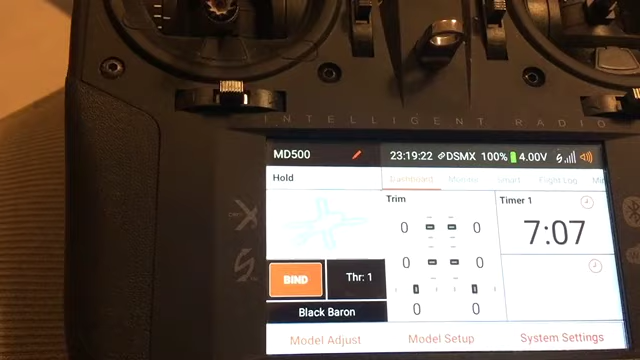 INTELLIGENT RADIO
MD500 23:19:22 DSMX 100% 4.00V
Hold Dashboard Monitor Smart Flight Log
Trim Timer 1
0 0 7:07
0 0
BIND Thr: 1
0 0
Black Baron
Model Adjust Model Setup System Settings